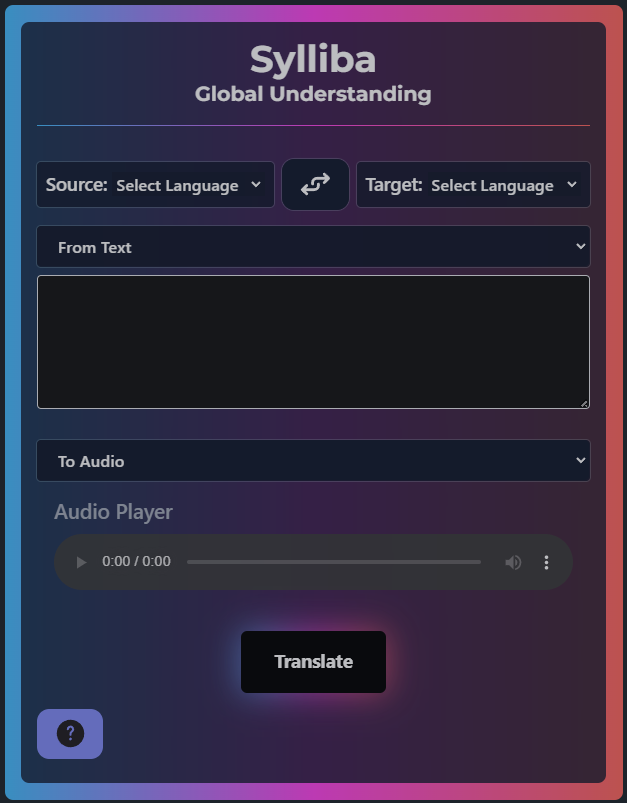 Sylliba
Global Understanding
Source: Select Language
Target: Select Language
From Text
To Audio
Audio Player
0:00 / 0:00
Translate
?